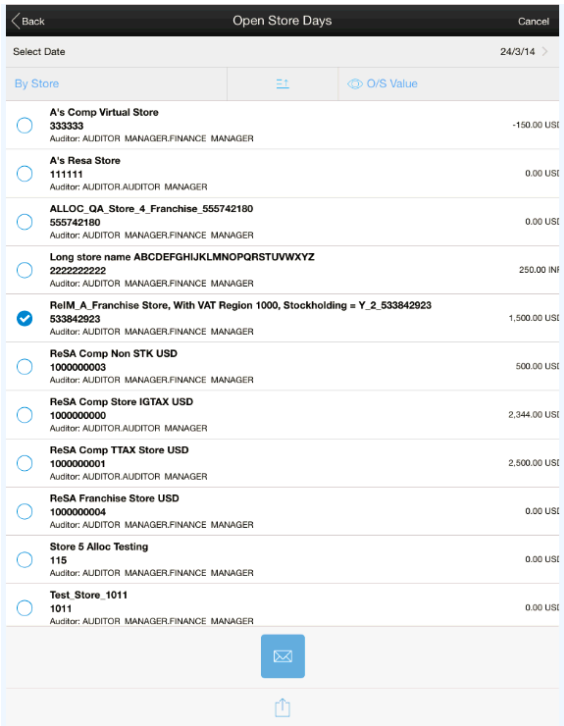 Back Open Store Days Cancel
Select Date 24/3/14
By Store O/S Value
A's Comp Virtual Store
333333 -150.00 USD
Auditor: AUDITOR MANAGER.FINANCE MANAGER
A's Resa Store
111111 0.00 USD
Auditor: AUDITOR.AUDITOR MANAGER
ALLOC_QA_Store_4_Franchise_555742180
555742180 0.00 USD
Auditor: AUDITOR MANAGER.FINANCE MANAGER
Long store name ABCDEFGHIJKLMNOPQRSTUVWXYZ
2222222222 250.00 INR
Auditor: AUDITOR MANAGER.FINANCE MANAGER
ReIM_A_Franchise Store, With VAT Region 1000, Stockholding = Y_2_533842923
533842923 1,500.00 USD
Auditor: AUDITOR MANAGER.FINANCE MANAGER
ReSA Comp Non STK USD
1000000003 500.00 USD
Auditor: AUDITOR MANAGER.FINANCE MANAGER
ReSA Comp Store IGTAX USD
1000000000 2,344.00 USD
Auditor: AUDITOR.AUDITOR MANAGER
ReSA Comp TTAX Store USD
1000000001 2,500.00 USD
Auditor: AUDITOR.AUDITOR MANAGER
ReSA Franchise Store USD
1000000004 0.00 USD
Auditor: AUDITOR MANAGER.FINANCE MANAGER
Store 5 Alloc Testing
115 0.00 USD
Auditor: AUDITOR MANAGER.FINANCE MANAGER
Test_Store_1011
1011 0.00 USD
Auditor: AUDITOR MANAGER.FINANCE MANAGER